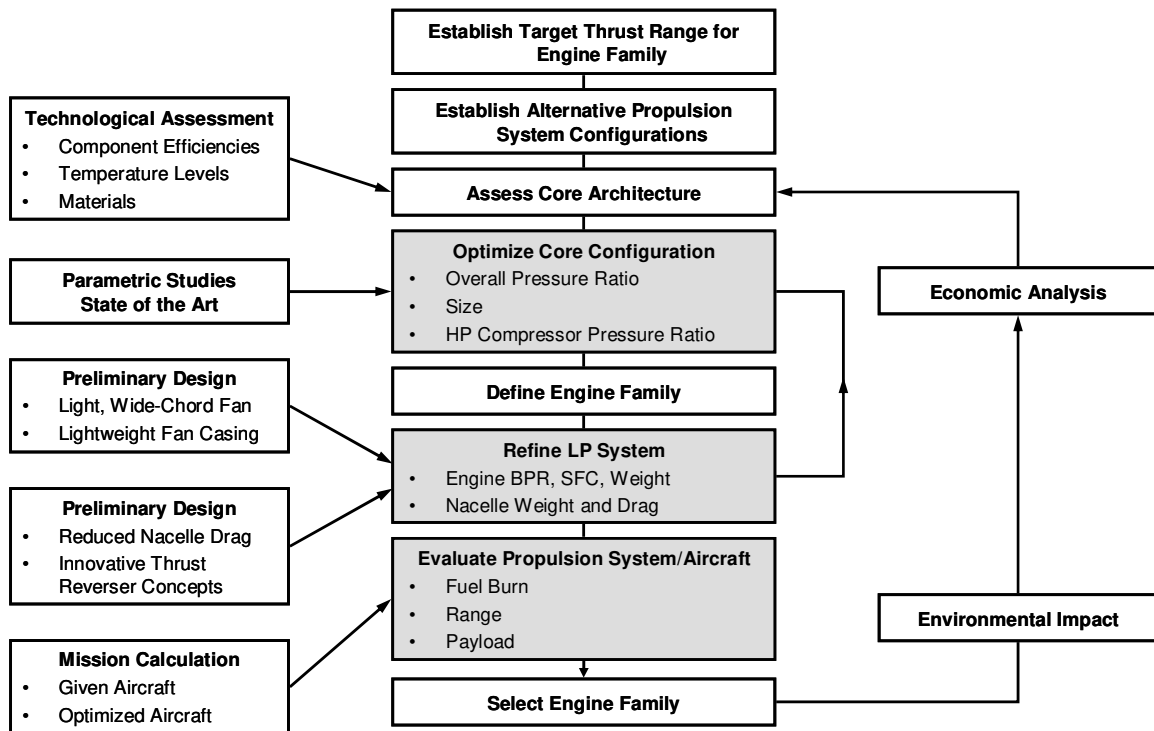 Establish Target Thrust Range for
Engine Family
Establish Alternative Propulsion
System Configurations
Technological Assessment
• Component Efficiencies
• Temperature Levels
• Materials
Assess Core Architecture
Optimize Core Configuration
• Overall Pressure Ratio
• Size
• HP Compressor Pressure Ratio
Parametric Studies
State of the Art
Economic Analysis
Preliminary Design
• Light, Wide-Chord Fan
• Lightweight Fan Casing
Define Engine Family
Refine LP System
• Engine BPR, SFC, Weight
• Nacelle Weight and Drag
Preliminary Design
• Reduced Nacelle Drag
• Innovative Thrust
Reverser Concepts
Evaluate Propulsion System/Aircraft
• Fuel Burn
• Range
• Payload
Environmental Impact
Mission Calculation
• Given Aircraft
• Optimized Aircraft
Select Engine Family